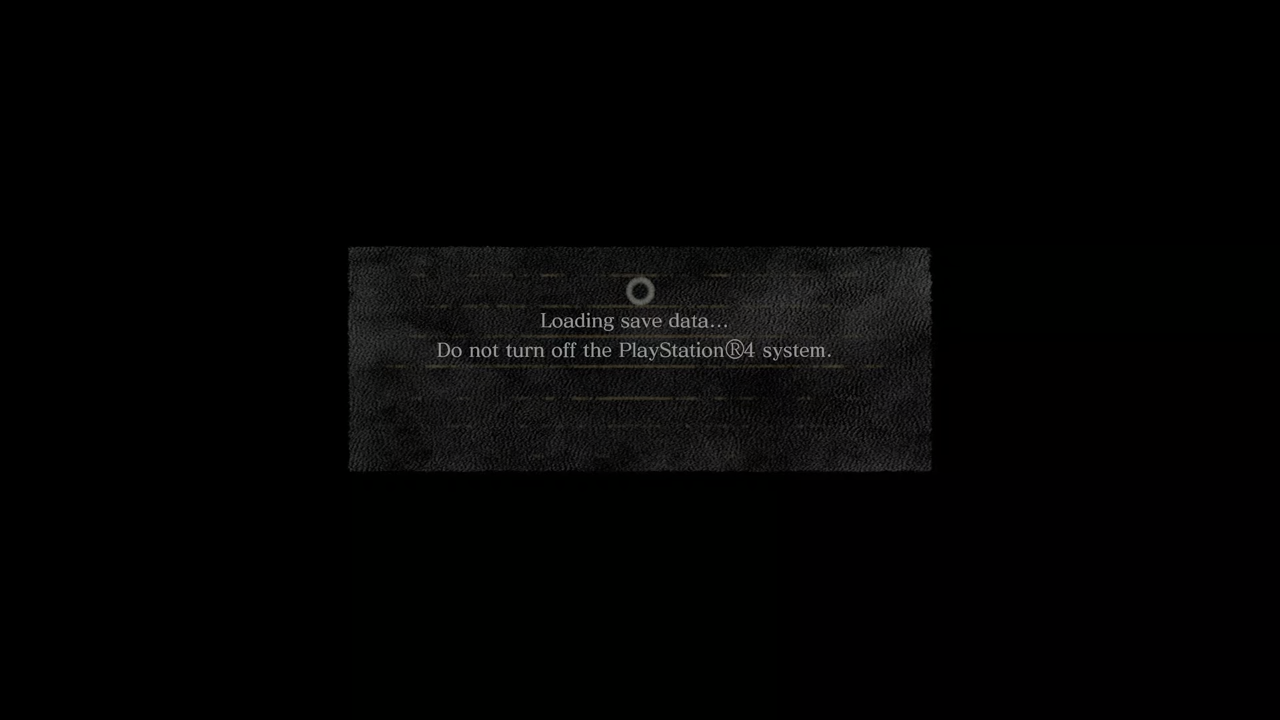 Loading save data...
Do not turn off the PlayStation®4 system.